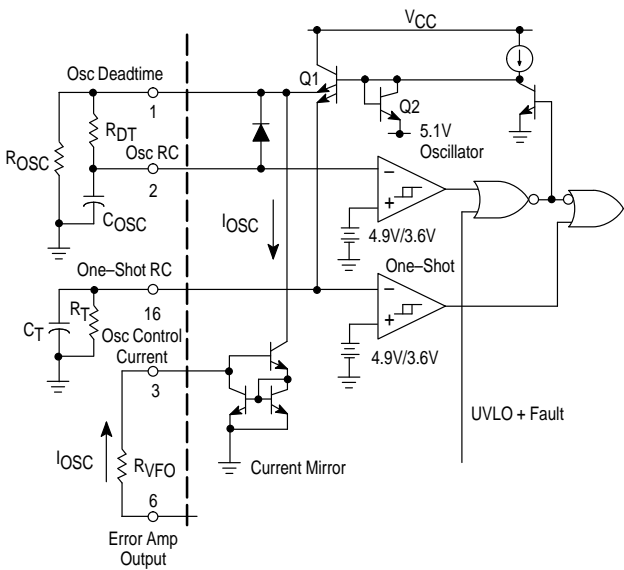 VCC
Osc Deadtime
1
Q1
Q2
5.1V
RDT
ROSC
Osc RC
2
COSC
Oscillator
4.9V/3.6V
IOSC
One–Shot RC
16
One–Shot
CT
RT
Osc Control
Current
3
4.9V/3.6V
UVLO + Fault
IOSC
RVFO
Current Mirror
6
Error Amp
Output